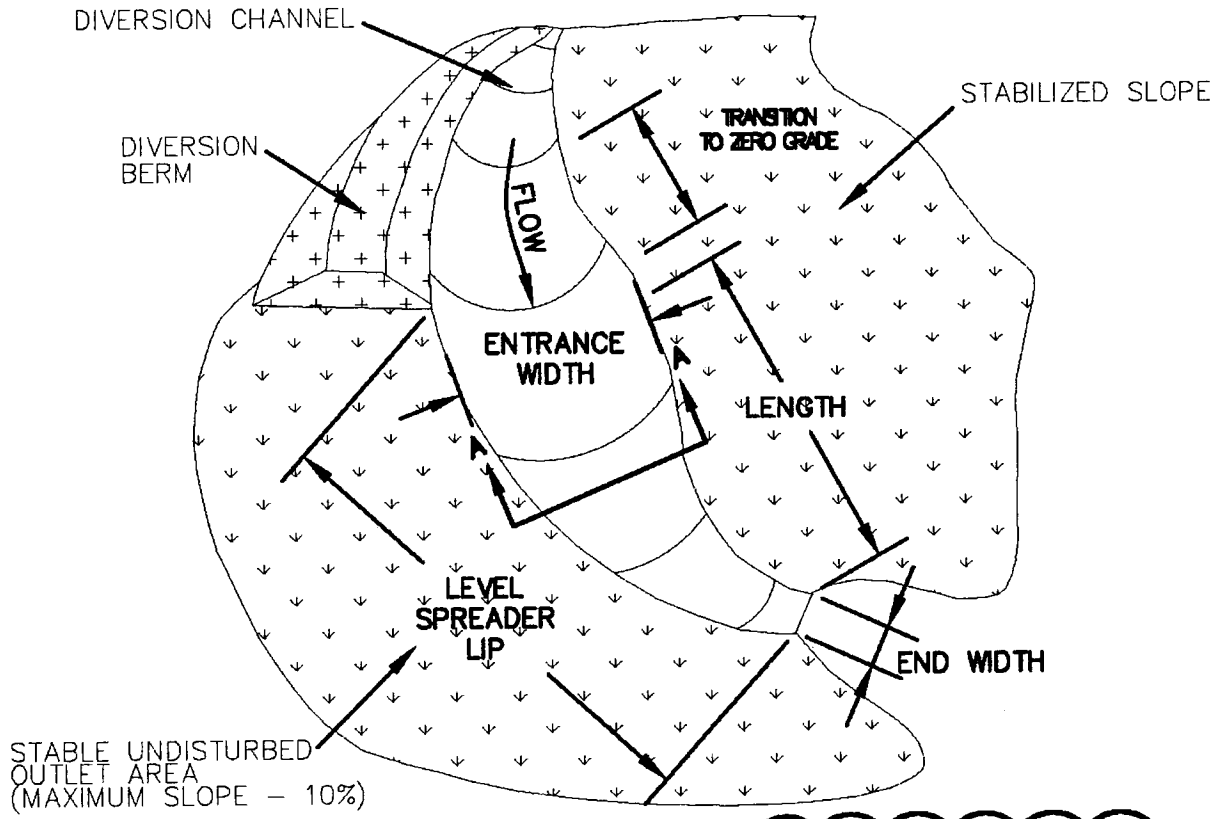 DIVERSION CHANNEL
STABILIZED SLOPE
TRANSITION
TO ZERO GRADE
DIVERSION
BERM
FLOW
ENTRANCE
WIDTH
A
LENGTH
A
LEVEL
SPREADER
LIP
END WIDTH
STABLE UNDISTURBED
OUTLET AREA
(MAXIMUM SLOPE – 10%)